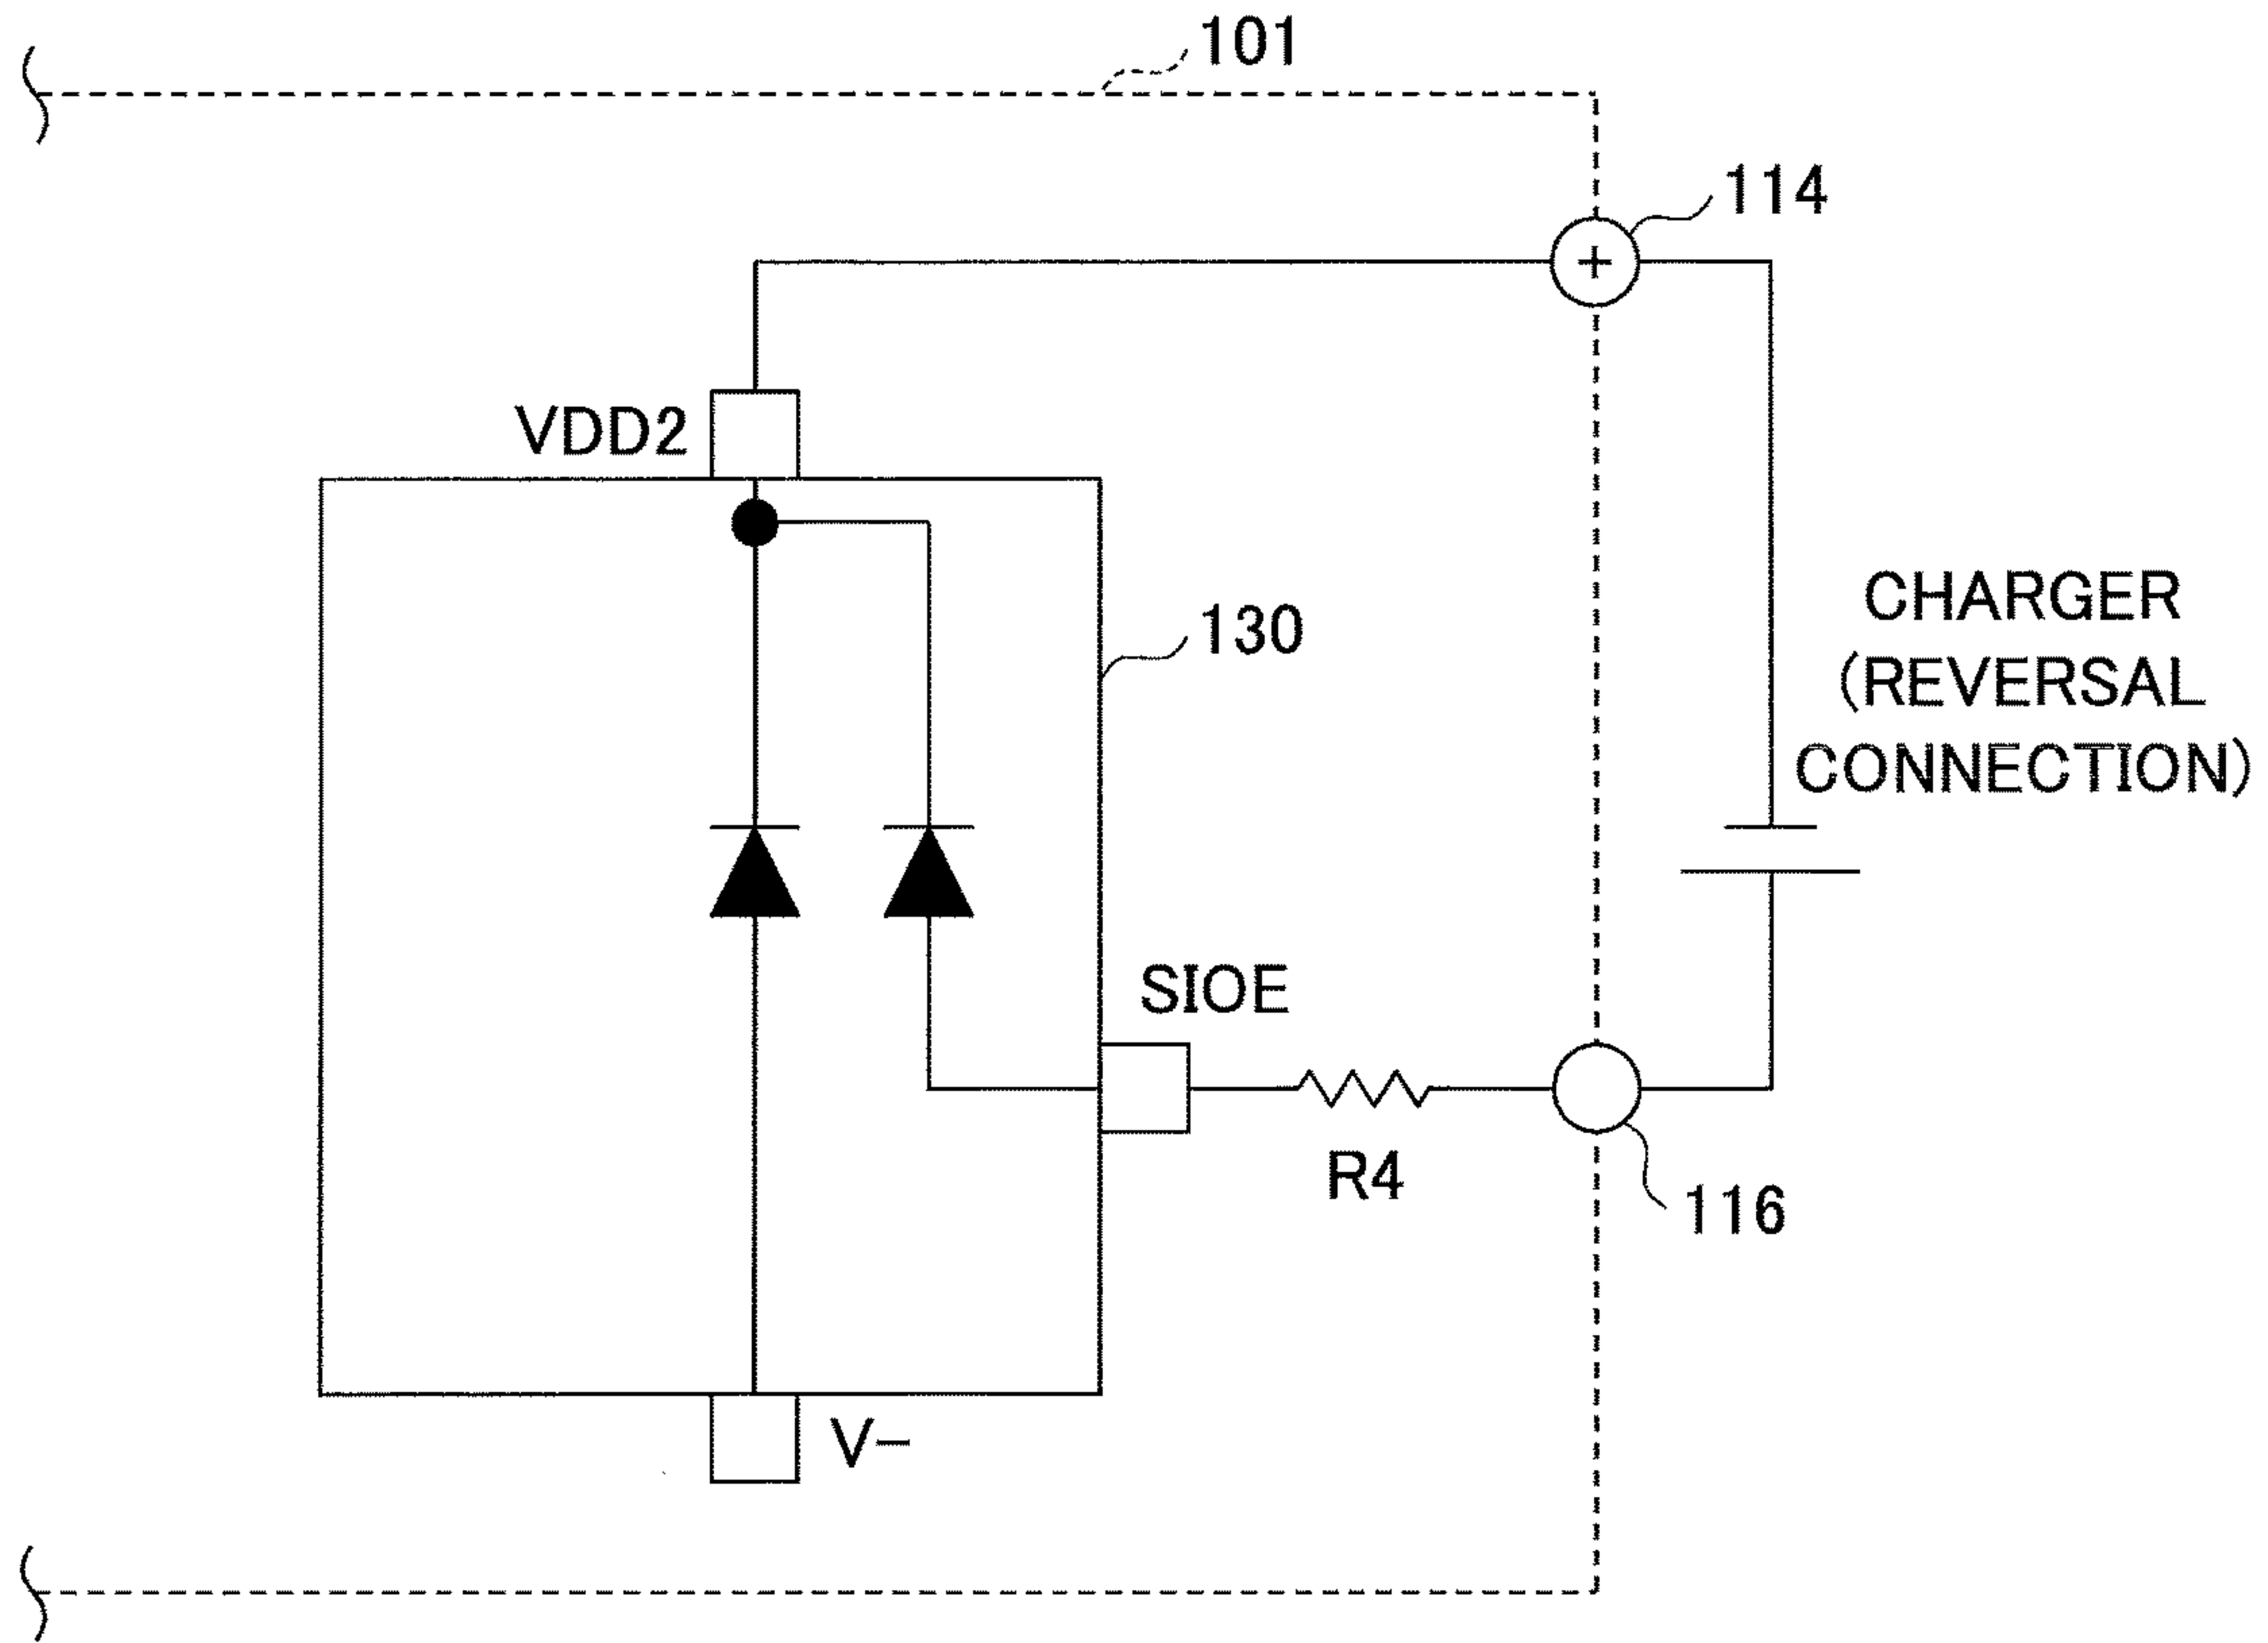 101
114
+
VDD2
130
CHARGER
(REVERSAL
CONNECTION)
SIOE
R4
116
V−